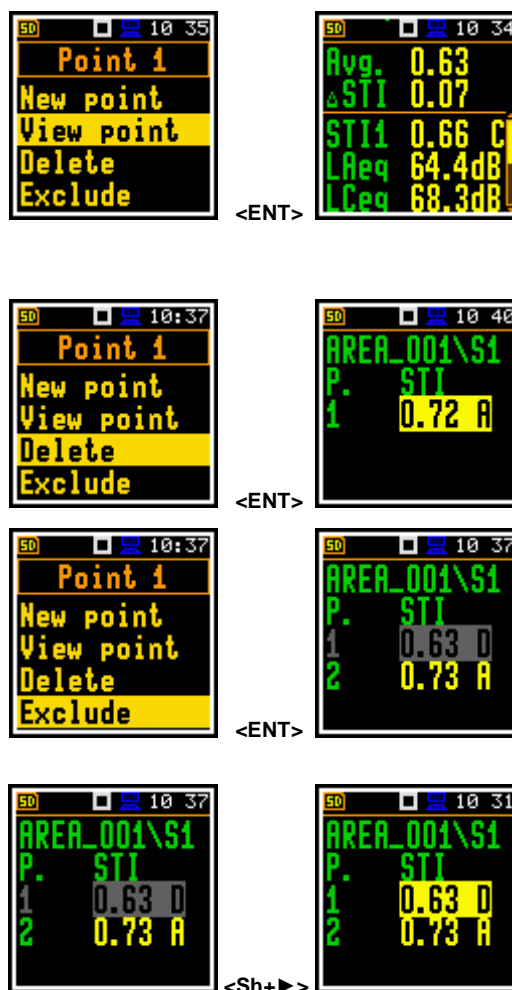 SD 10 35
Point 1
New point
View point
Delete
Exclude
<ENT>
SD 10 34
Avg. 0.63
△STI 0.07
STI1 0.66 C
LAeq 64.4dB
LCeq 68.3dB
SD 10:37
Point 1
New point
View point
Delete
Exclude
<ENT>
SD 10 40
AREA_001\S1
P. STI
1 0.72 A
SD 10:37
Point 1
New point
View point
Delete
Exclude
<ENT>
SD 10 37
AREA_001\S1
P. STI
1 0.63 D
2 0.73 A
SD 10 37
AREA_001\S1
P. STI
1 0.63 D
2 0.73 A
<Sh+►>
SD 10 31
AREA_001\S1
P. STI
1 0.63 D
2 0.73 A